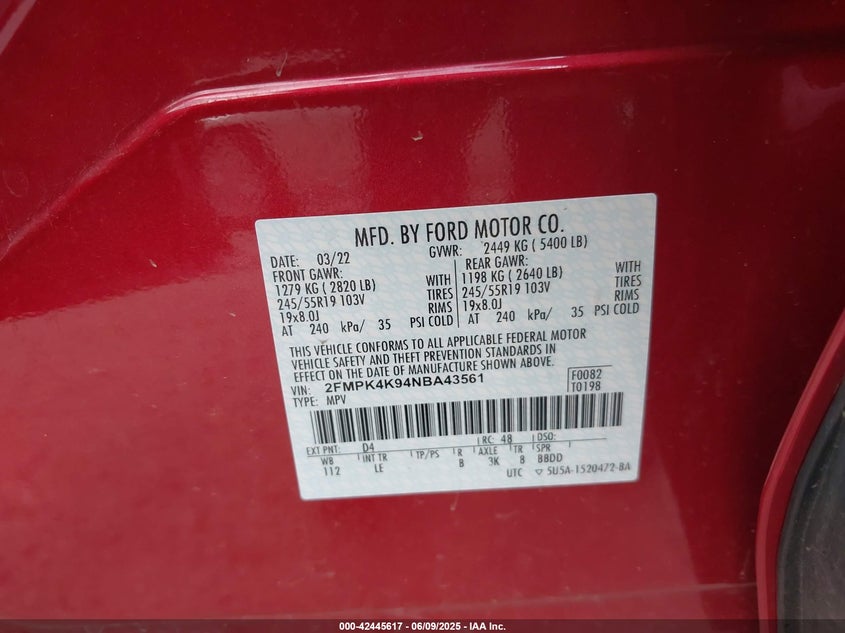 MFD. BY FORD MOTOR CO.
DATE: 03/22 GVWR: 2449 KG ( 5400 LB)
FRONT GAWR: REAR GAWR:
1279 KG ( 2820 LB) WITH 1198 KG ( 2640 LB) WITH
245/55R19 103V TIRES 245/55R19 103V TIRES
19x8.0J RIMS 19x8.0J RIMS
AT 240 kPa/ 35 PSI COLD AT 240 kPa/ 35 PSI COLD
THIS VEHICLE CONFORMS TO ALL APPLICABLE FEDERAL MOTOR
VEHICLE SAFETY AND THEFT PREVENTION STANDARDS IN
EFFECT ON THE DATE OF MANUFACTURE SHOWN ABOVE.
VIN: 2FMPK4K94NBA43561 F0082
TYPE: MPV T0198
EXT PNT: D4 RC: 48 DSO:
WB INT TR TP/PS R AXLE TR SPR
112 LE B 3K 8 BBDD
UTC ▽ 5U5A-1520472-BA
000-42445617 | 06/09/2025 - IAA Inc.